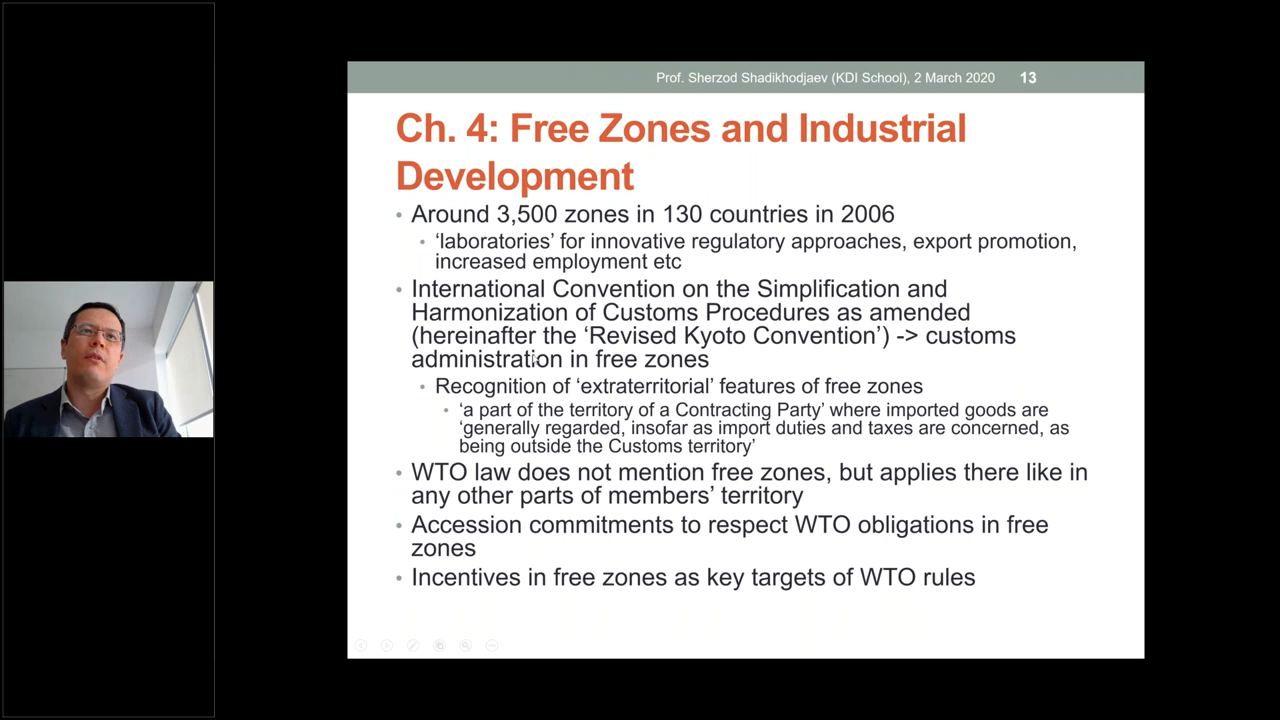 Prof. Sherzod Shadikhodjaev (KDI School), 2 March 2020 13
Ch. 4: Free Zones and Industrial
Development
• Around 3,500 zones in 130 countries in 2006
• ‘laboratories’ for innovative regulatory approaches, export promotion,
increased employment etc
• International Convention on the Simplification and
Harmonization of Customs Procedures as amended
(hereinafter the ‘Revised Kyoto Convention’) -> customs
administration in free zones
• Recognition of ‘extraterritorial’ features of free zones
• ‘a part of the territory of a Contracting Party’ where imported goods are
‘generally regarded, insofar as import duties and taxes are concerned, as
being outside the Customs territory’
• WTO law does not mention free zones, but applies there like in
any other parts of members’ territory
• Accession commitments to respect WTO obligations in free
zones
• Incentives in free zones as key targets of WTO rules